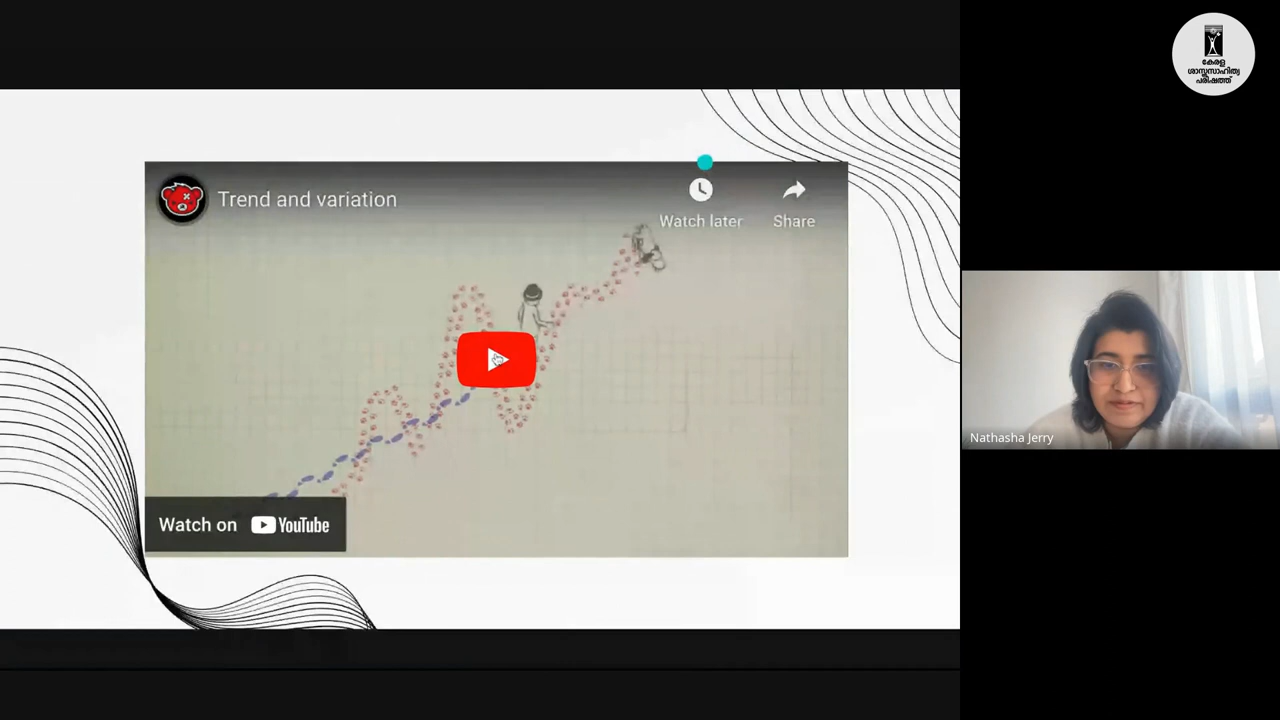 Trend and variation
Watch later
Share
Watch on YouTube
Nathasha Jerry
കേരള
ശാസ്ത്രസാഹിത്യ
പരിഷത്ത്